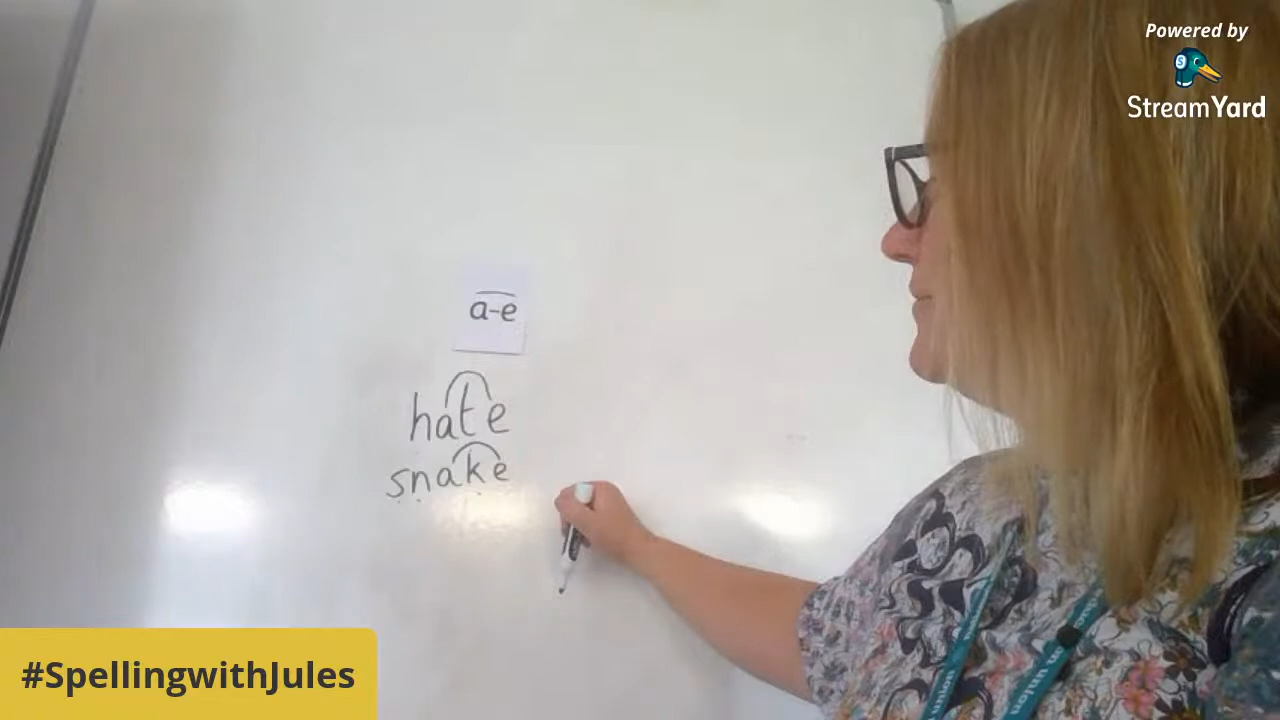 Powered by
StreamYard
a-e
hate
snake
#SpellingwithJules